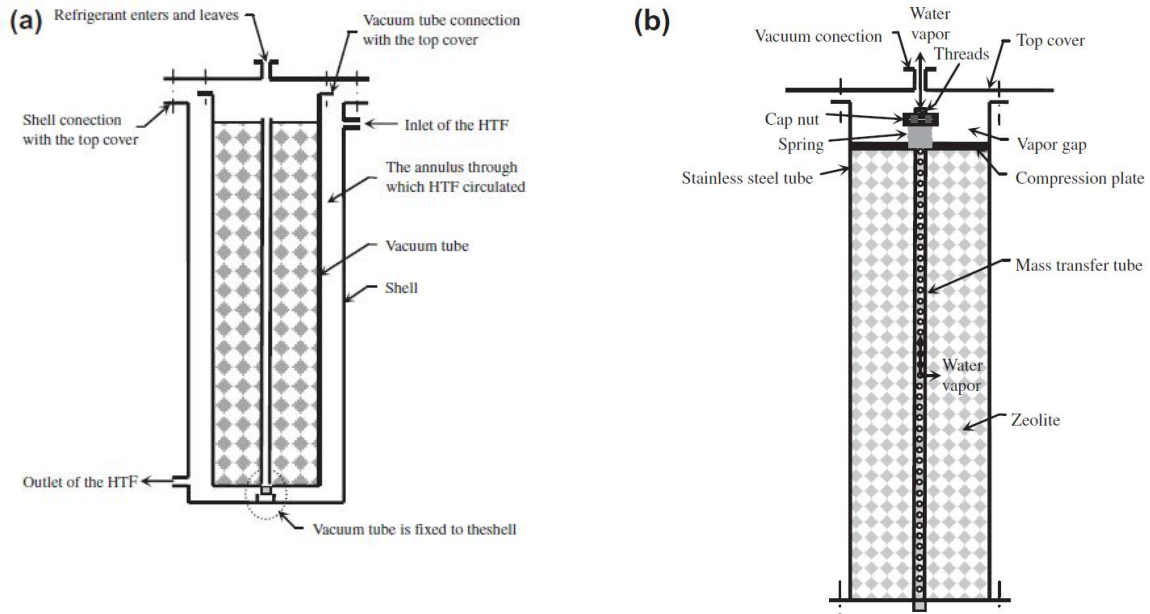 (a)
Refrigerant enters and leaves
Vacuum tube connection
with the top cover
Shell conection
with the top cover
Inlet of the HTF
The annulus through
which HTF circulated
Vacuum tube
Shell
Outlet of the HTF
Vacuum tube is fixed to theshell
(b)
Water
vapor
Vacuum conection
Threads
Top cover
Cap nut
Spring
Vapor gap
Stainless steel tube
Compression plate
Mass transfer tube
Water
vapor
Zeolite